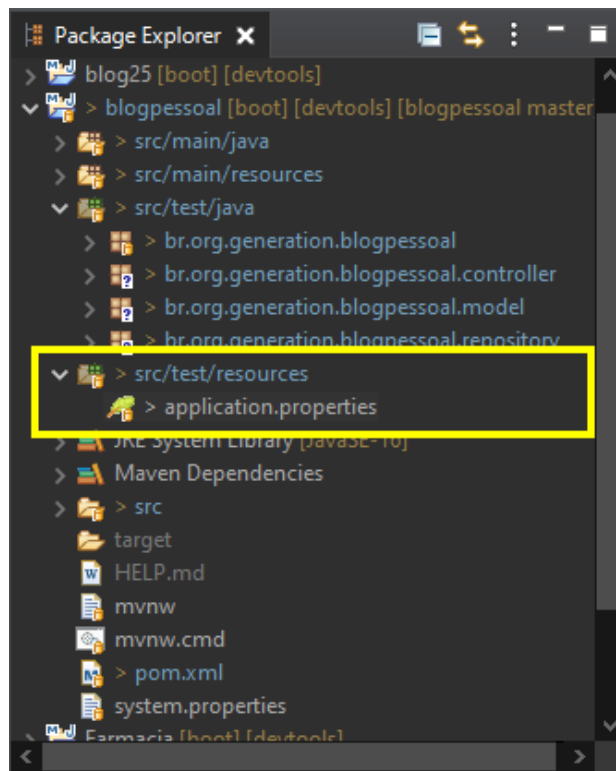 Package Explorer
blog25 [boot] [devtools]
> blogpessoal [boot] [devtools] [blogpessoal master
> src/main/java
> src/main/resources
> src/test/java
> br.org.generation.blogpessoal
> br.org.generation.blogpessoal.controller
> br.org.generation.blogpessoal.model
> br.org.generation.blogpessoal.repository
> src/test/resources
> application.properties
JRE System Library [JavaSE-16]
Maven Dependencies
> src
target
HELP.md
mvnw
mvnw.cmd
> pom.xml
system.properties
Farmacia [boot] [devtools]